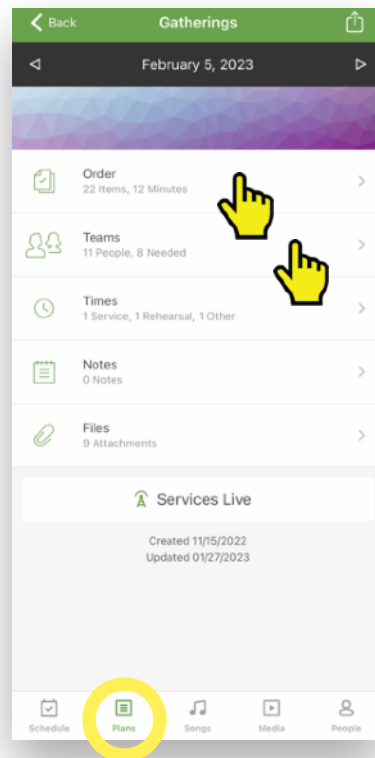 Back
Gatherings
February 5, 2023
Order
22 Items, 12 Minutes
Teams
11 People, 8 Needed
Times
1 Service, 1 Rehearsal, 1 Other
Notes
0 Notes
Files
9 Attachments
Services Live
Created 11/15/2022
Updated 01/27/2023
Schedule
Plans
Songs
Media
People